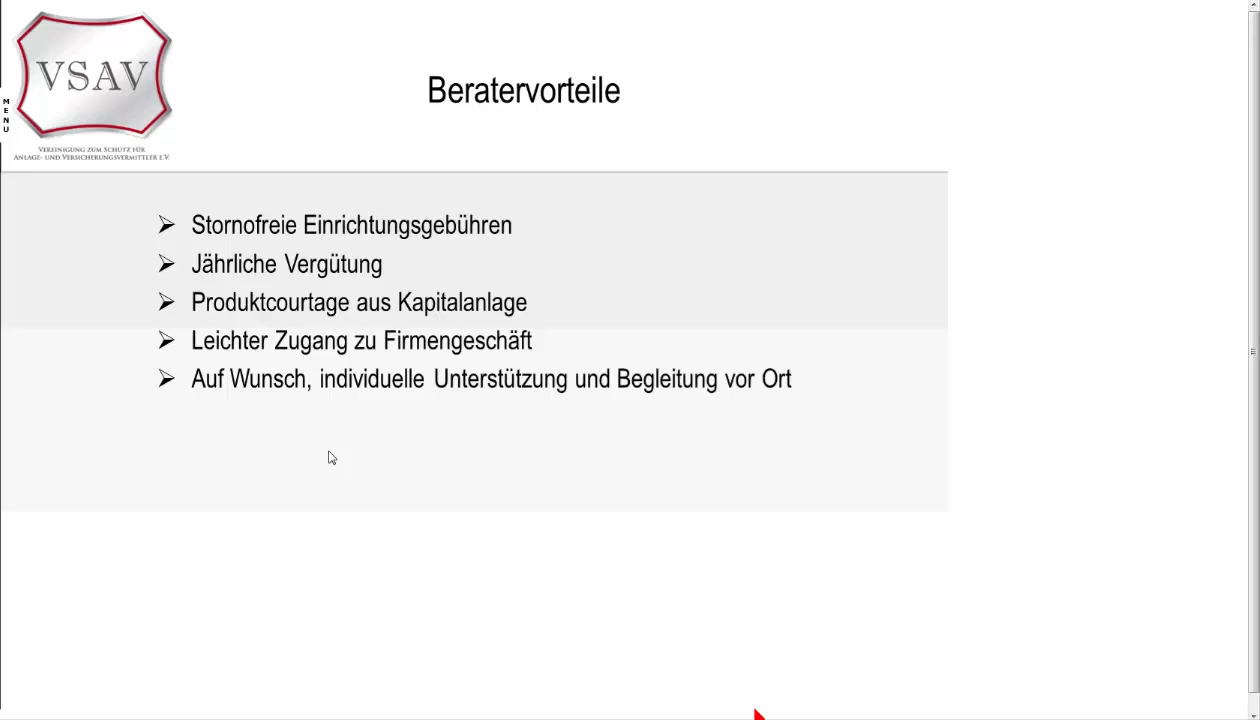 VSAV
VEREINIGUNG ZUM SCHUTZ FÜR
ANLAGE- UND VERSICHERUNGSVERMITTLER E.V.
MENU
Beratervorteile
Stornofreie Einrichtungsgebühren
Jährliche Vergütung
Produktcourtage aus Kapitalanlage
Leichter Zugang zu Firmengeschäft
Auf Wunsch, individuelle Unterstützung und Begleitung vor Ort